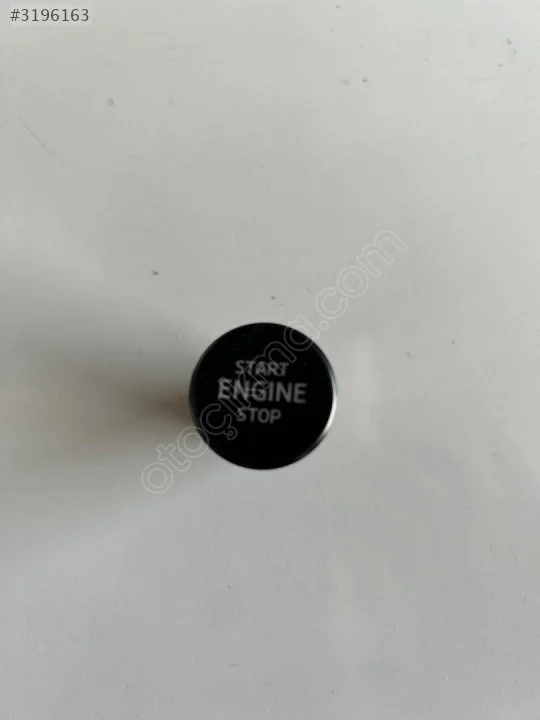 #3196163
otoçıkma.com
START
ENGINE
STOP